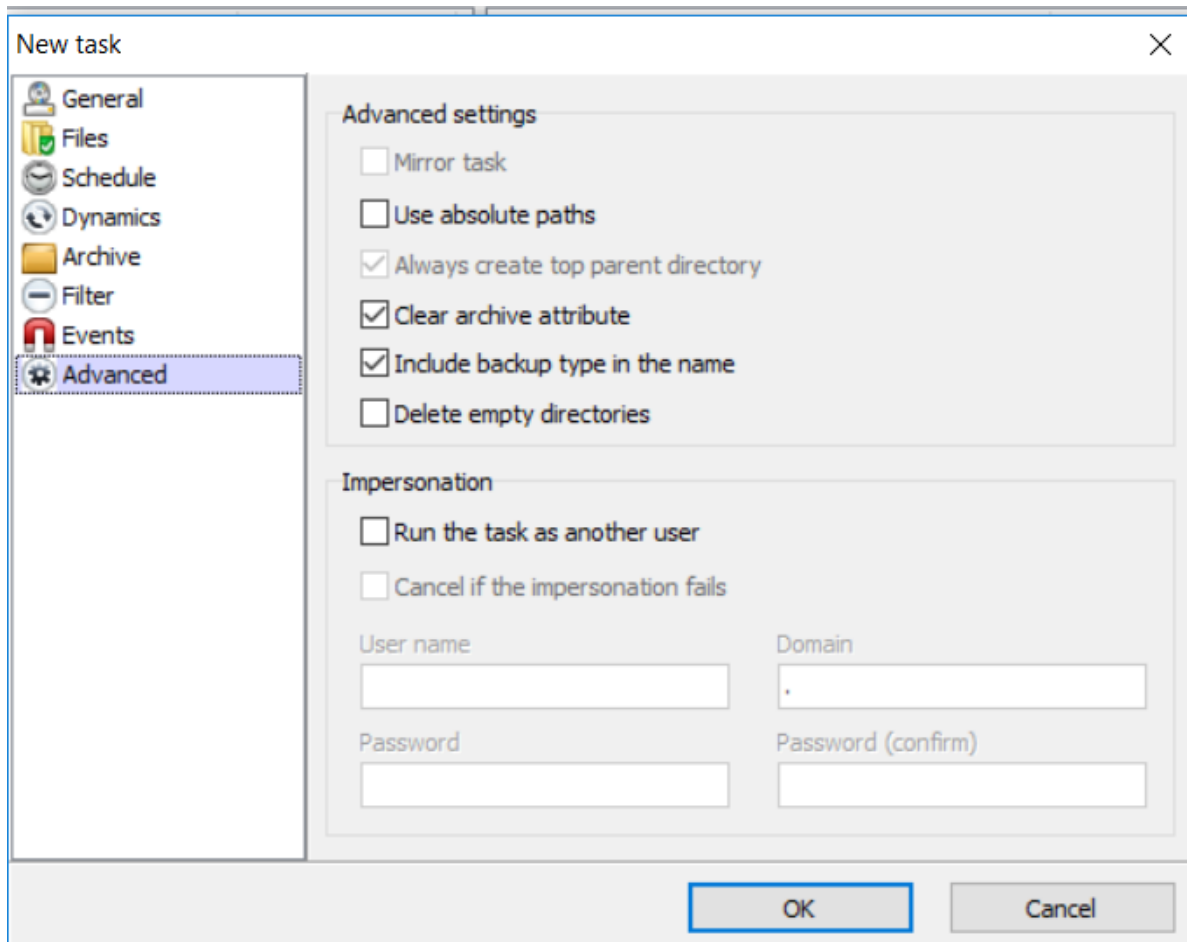 New task
General
Files
Schedule
Dynamics
Archive
Filter
Events
Advanced
Advanced settings
Mirror task
Use absolute paths
Always create top parent directory
Clear archive attribute
Include backup type in the name
Delete empty directories
Impersonation
Run the task as another user
Cancel if the impersonation fails
User name Domain
.
Password Password (confirm)
OK Cancel